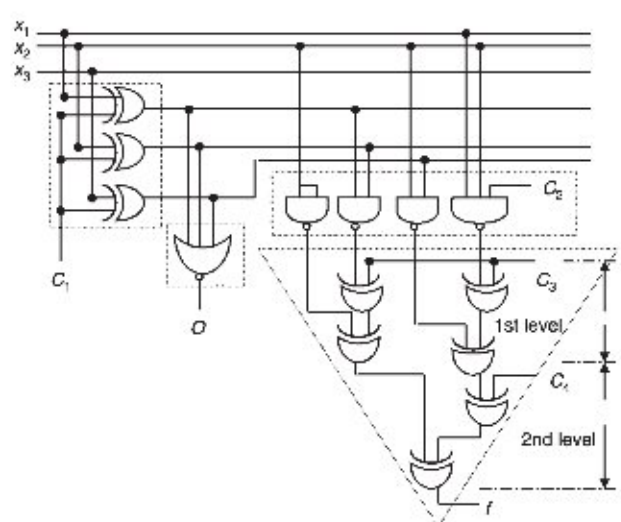 x₁
x₂
x₃
C₂
C₁
O
C₃
1st level
C₄
2nd level
f